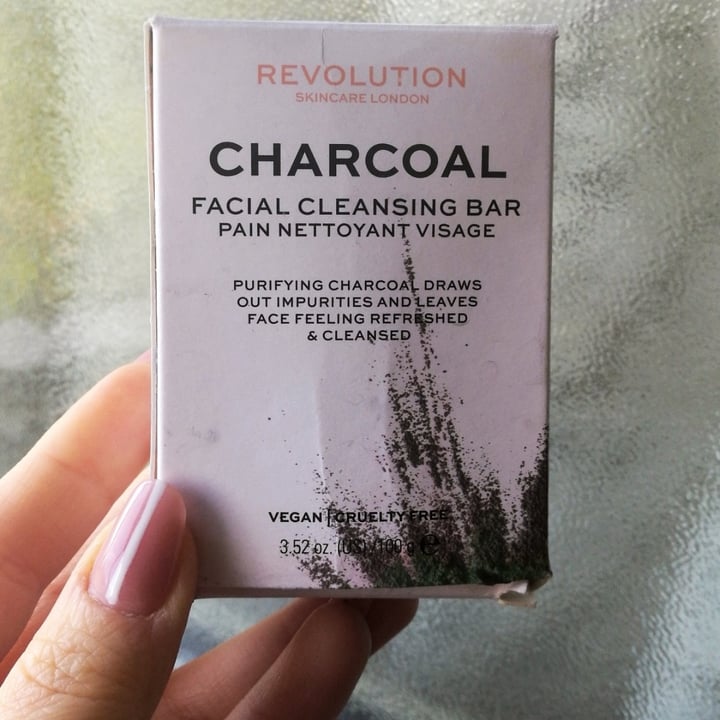 REVOLUTION
SKINCARE LONDON
CHARCOAL
FACIAL CLEANSING BAR
PAIN NETTOYANT VISAGE
PURIFYING CHARCOAL DRAWS
OUT IMPURITIES AND LEAVES
FACE FEELING REFRESHED
& CLEANSED
VEGAN | CRUELTY FREE
3.52 oz. (US) /100 g ℮